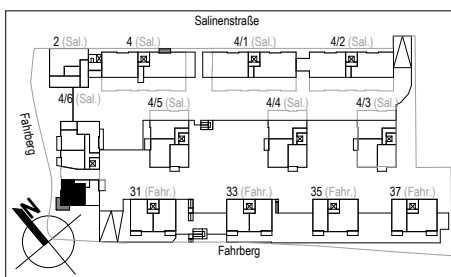 Salinenstraße
2 (Sal.) 4 (Sal.) 4/1 (Sal.) 4/2 (Sal.)
4/6 (Sal.)
4/5 (Sal.) 4/4 (Sal.) 4/3 (Sal.)
Fahrberg
31 (Fahr.) 33 (Fahr.) 35 (Fahr.) 37 (Fahr.)
N
Fahrberg